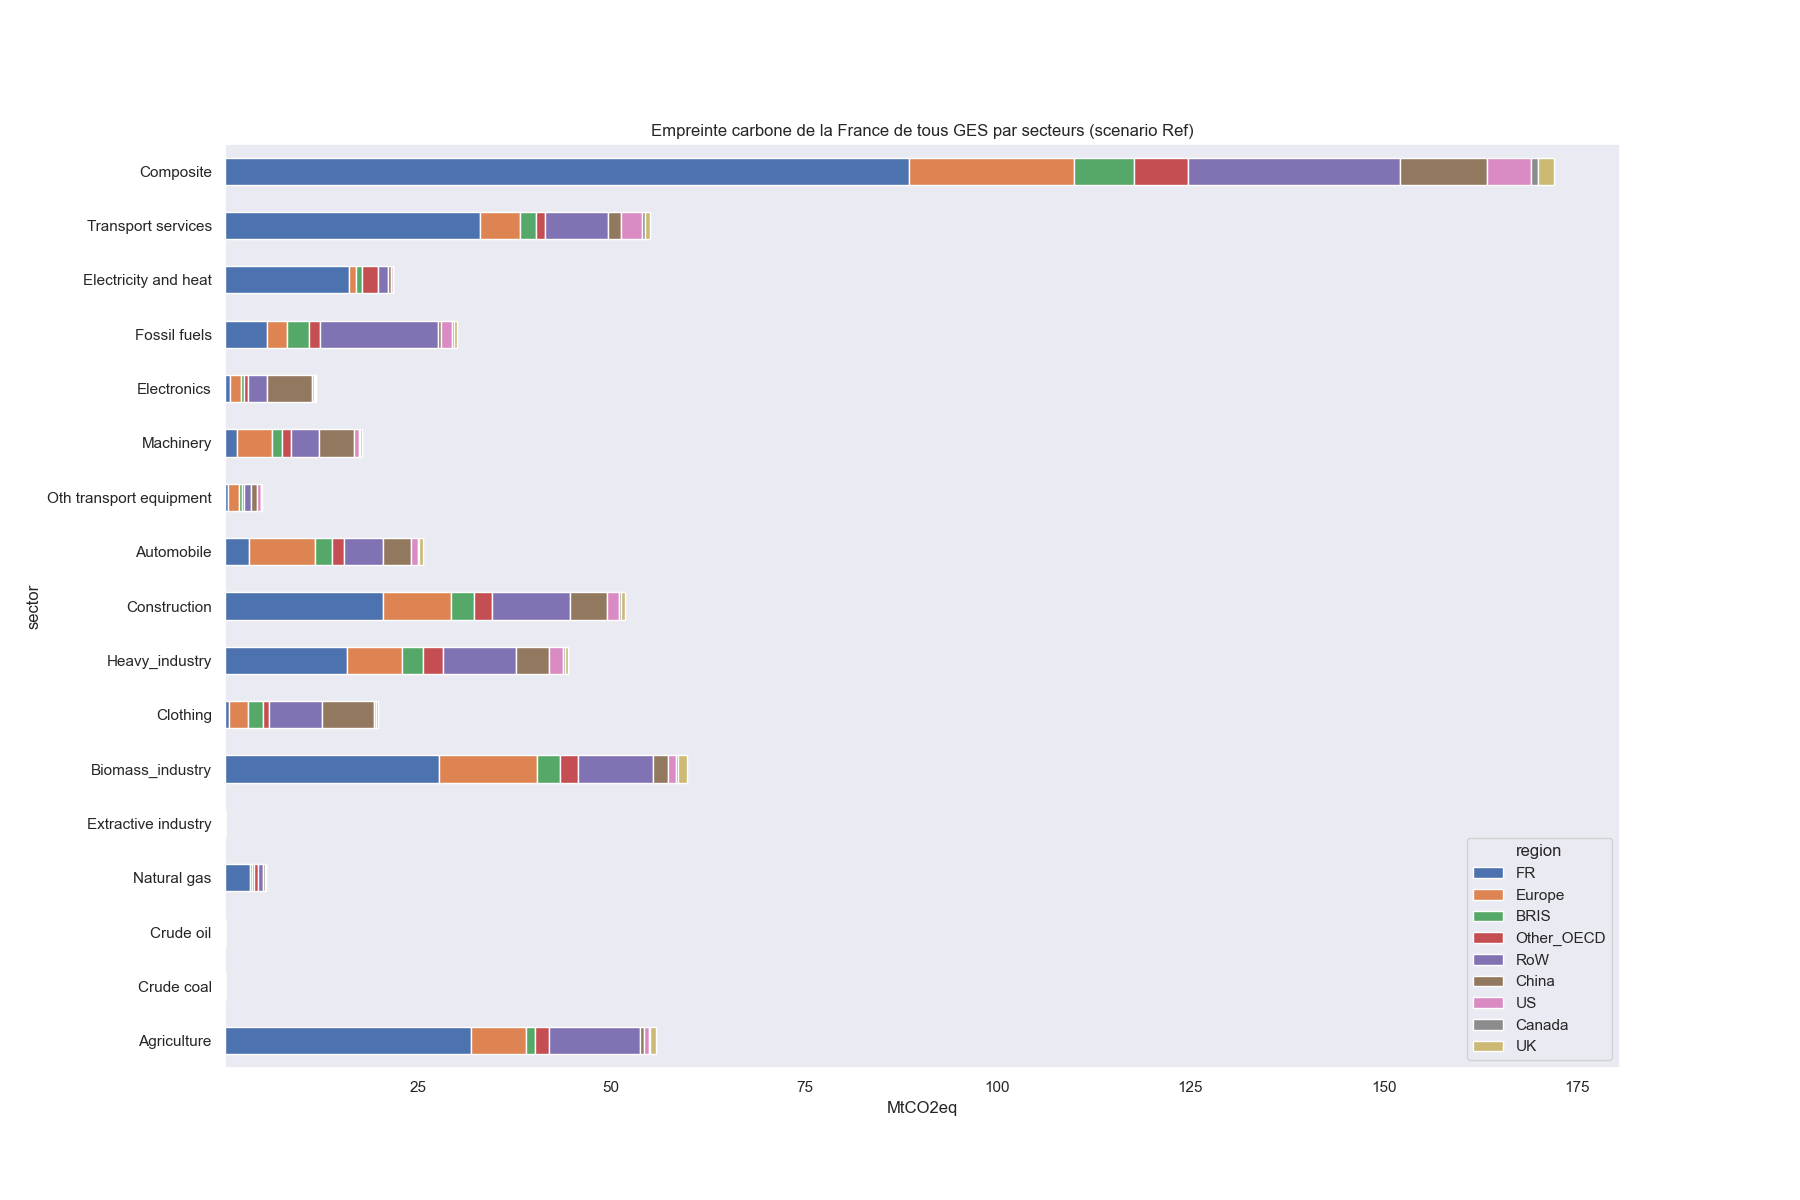 Empreinte carbone de la France de tous GES par secteurs (scenario Ref)
Composite
Transport services
Electricity and heat
Fossil fuels
Electronics
Machinery
Oth transport equipment
Automobile
Construction
Heavy_industry
Clothing
Biomass_industry
Extractive industry
Natural gas
Crude oil
Crude coal
Agriculture
sector
25 50 75 100 125 150 175
MtCO2eq
region
FR
Europe
BRIS
Other_OECD
RoW
China
US
Canada
UK